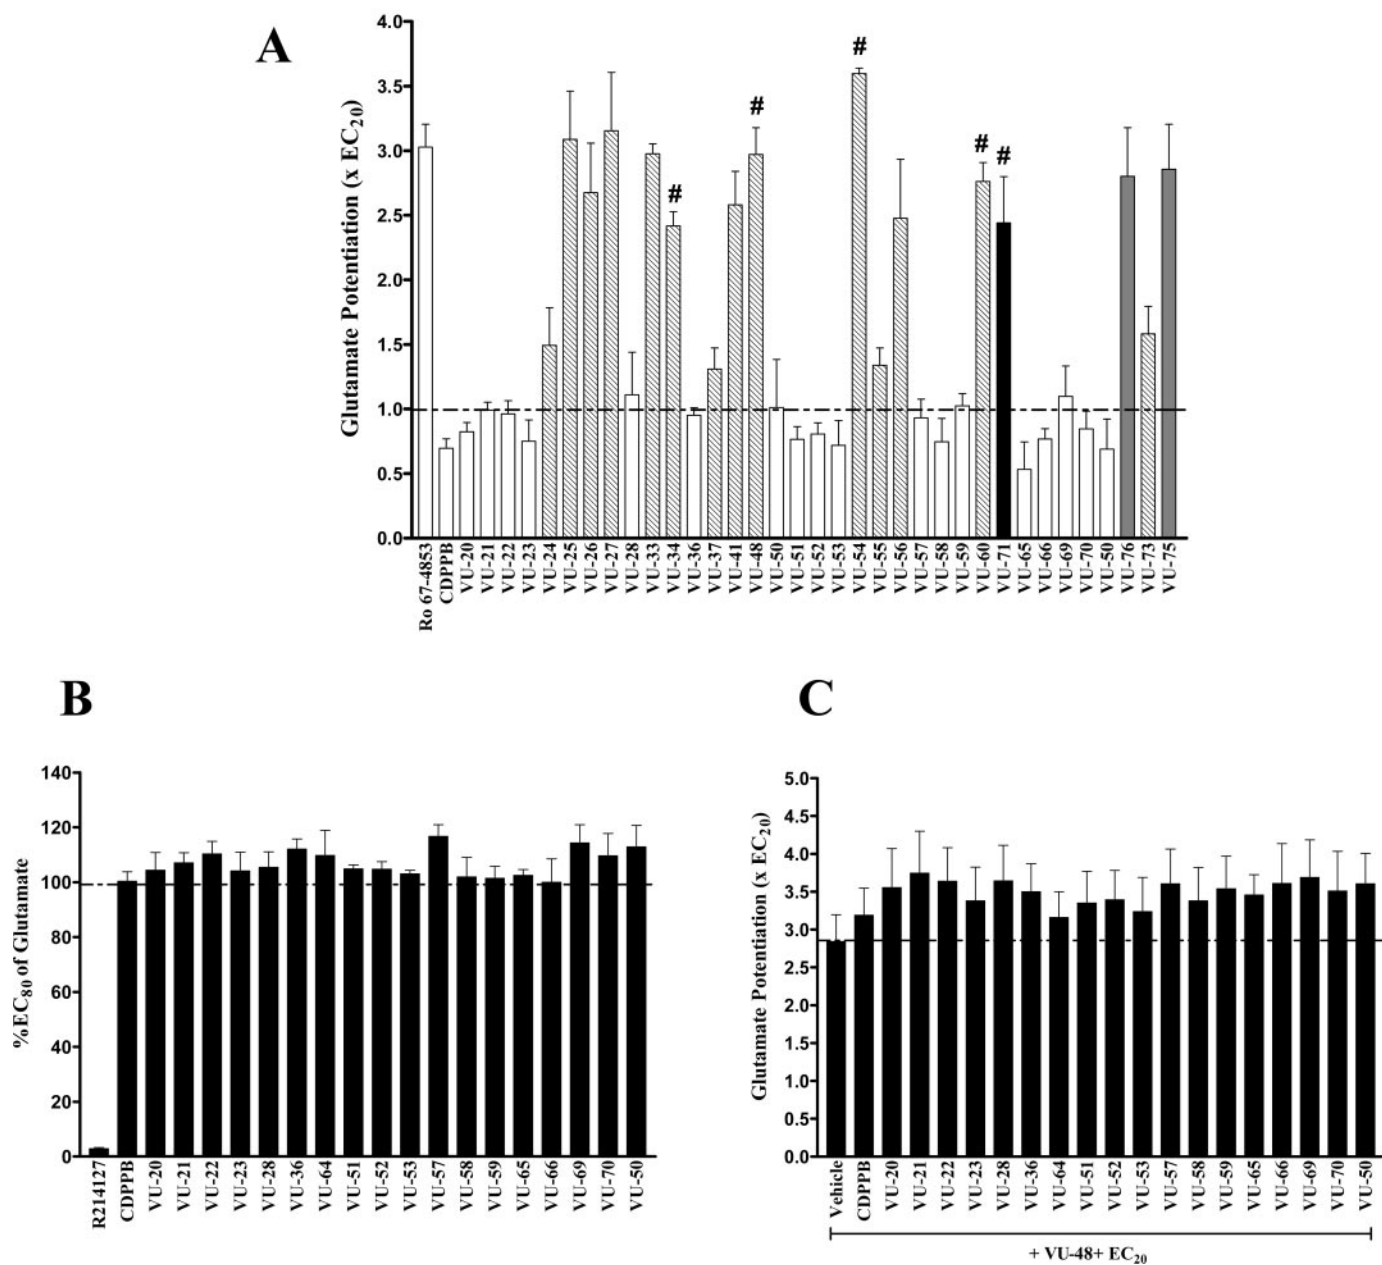 A
Glutamate Potentiation (x EC20)
4.0
3.5
3.0
2.5
2.0
1.5
1.0
0.5
0.0
# # # # #
Ro 67-4853 CDPPPB VU-20 VU-21 VU-22 VU-23 VU-24 VU-25 VU-26 VU-27 VU-28 VU-33 VU-34 VU-36 VU-37 VU-41 VU-48 VU-50 VU-51 VU-52 VU-53 VU-54 VU-55 VU-56 VU-57 VU-58 VU-59 VU-60 VU-71 VU-65 VU-66 VU-69 VU-70 VU-50 VU-76 VU-73 VU-75
B
%EC80 of Glutamate
140
120
100
80
60
40
20
0
R214127 CDPPPB VU-20 VU-21 VU-22 VU-23 VU-28 VU-36 VU-64 VU-51 VU-52 VU-53 VU-57 VU-58 VU-59 VU-65 VU-66 VU-69 VU-70 VU-50
C
Glutamate Potentiation (x EC20)
5.0
4.5
4.0
3.5
3.0
2.5
2.0
1.5
1.0
0.5
0.0
Vehicle CDPPPB VU-20 VU-21 VU-22 VU-23 VU-28 VU-36 VU-64 VU-51 VU-52 VU-53 VU-57 VU-58 VU-59 VU-65 VU-66 VU-69 VU-70 VU-50
+ VU-48+ EC20